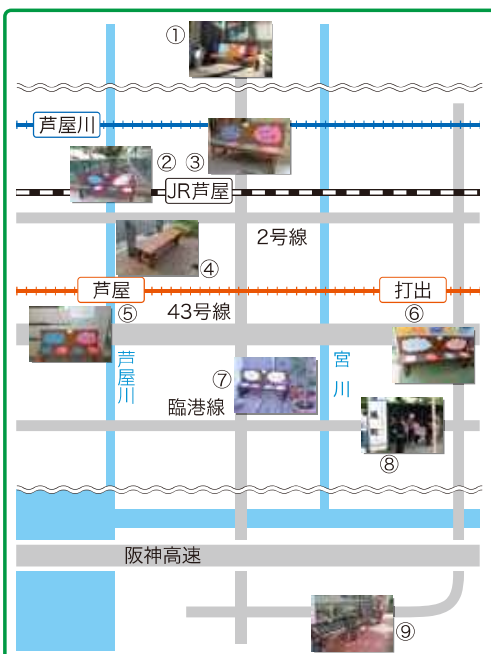 ①
芦屋川
② ③
JR芦屋
2号線
④
芦屋
打出
⑤
43号線
⑥
芦屋川
⑦
宮川
臨港線
⑧
阪神高速
⑨